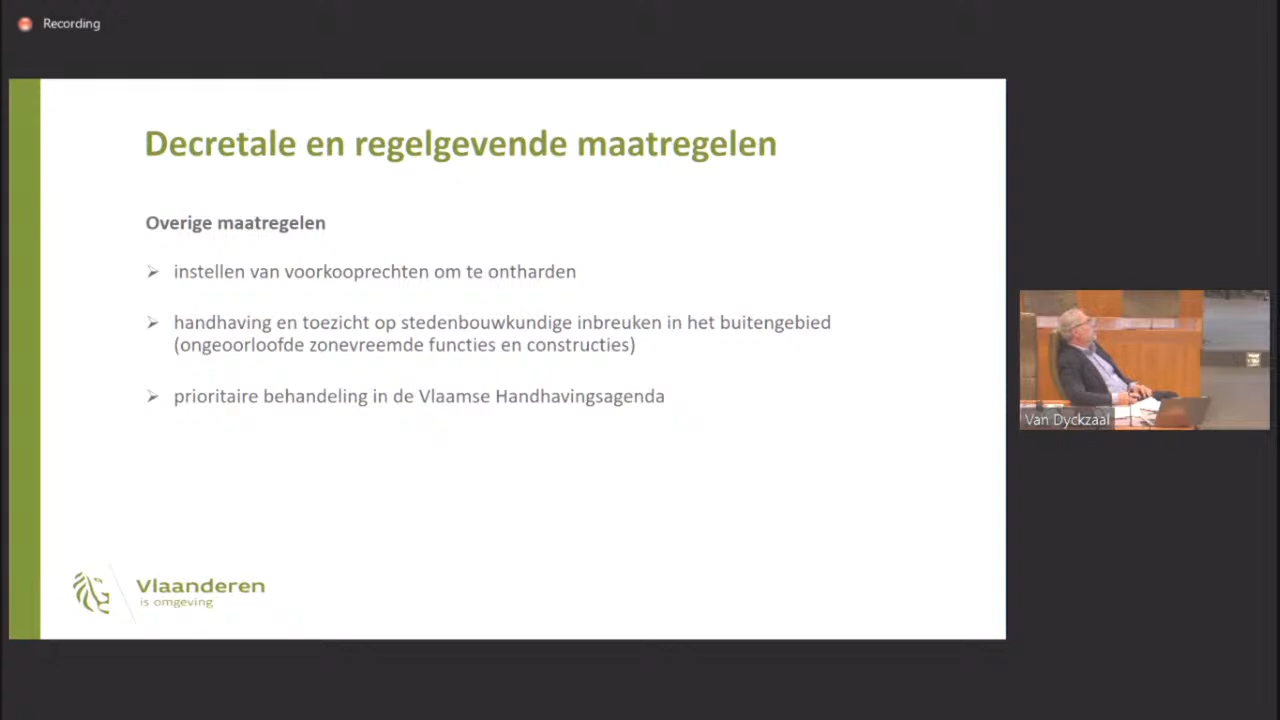 Recording
Decretale en regelgevende maatregelen
Overige maatregelen
instellen van voorkooprechten om te ontharden
handhaving en toezicht op stedenbouwkundige inbreuken in het buitengebied
(ongeoorloofde zonevreemde functies en constructies)
prioritaire behandeling in de Vlaamse Handhavingsagenda
Van Dyckzaal
Vlaanderen
is omgeving